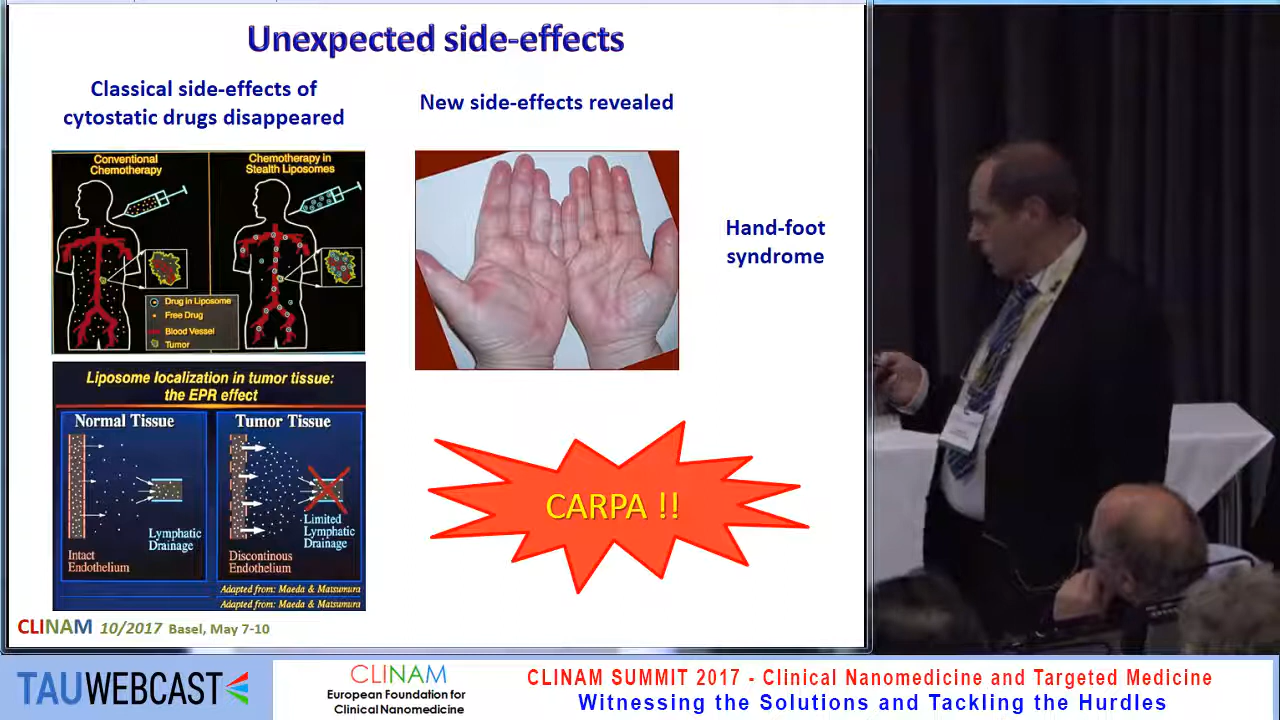 Unexpected side-effects
Classical side-effects of
cytostatic drugs disappeared
New side-effects revealed
Conventional
Chemotherapy
Chemotherapy in
Stealth Liposomes
Drug in Liposome
Free Drug
Blood Vessel
Tumor
Hand-foot
syndrome
Liposome localization in tumor tissue:
the EPR effect
Normal Tissue
Tumor Tissue
Lymphatic
Drainage
Intact
Endothelium
Limited
Lymphatic
Drainage
Discontinous
Endothelium
Adapted from: Maeda & Matsumura
Adapted from: Maeda & Matsumura
CARPA !!
CLINAM 10/2017 Basel, May 7-10
TAUWEBCAST
CLINAM
European Foundation for
Clinical Nanomedicine
CLINAM SUMMIT 2017 - Clinical Nanomedicine and Targeted Medicine
Witnessing the Solutions and Tackling the Hurdles